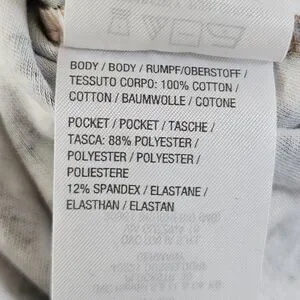 BODY / BODY / RUMPF/OBERSTOFF /
TESSUTO CORPO: 100% COTTON /
COTTON / BAUMWOLLE / COTONE
POCKET / POCKET / TASCHE /
TASCA: 88% POLYESTER /
POLYESTER / POLYESTER /
POLIESTERE
12% SPANDEX / ELASTANE /
ELASTHAN / ELASTAN